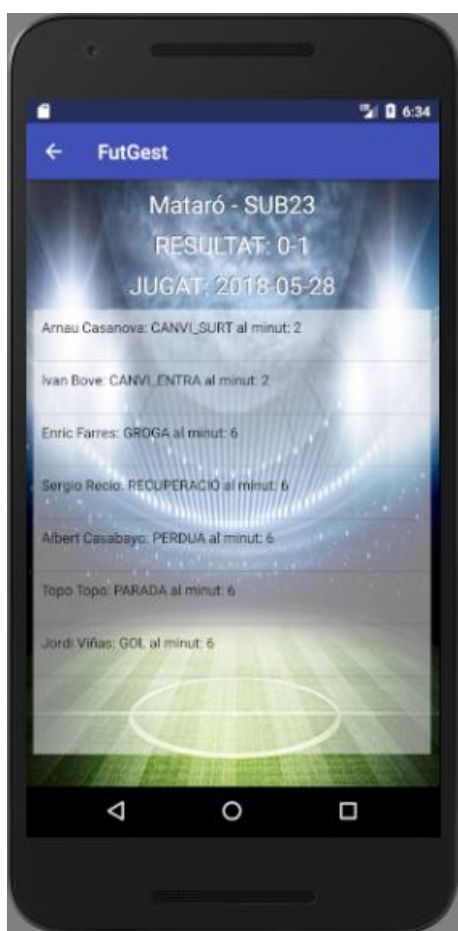 6:34
FutGest
Mataró - SUB23
RESULTAT: 0-1
JUGAT: 2018-05-28
Arnau Casanova: CANVI_SURT al minut: 2
Ivan Bove: CANVI_ENTRA al minut: 2
Enric Farres: GROGA al minut: 6
Sergio Recio: RECUPERACIO al minut: 6
Albert Casabayo: PERDUA al minut: 6
Topo Topo: PARADA al minut: 6
Jordi Viñas: GOL al minut: 6